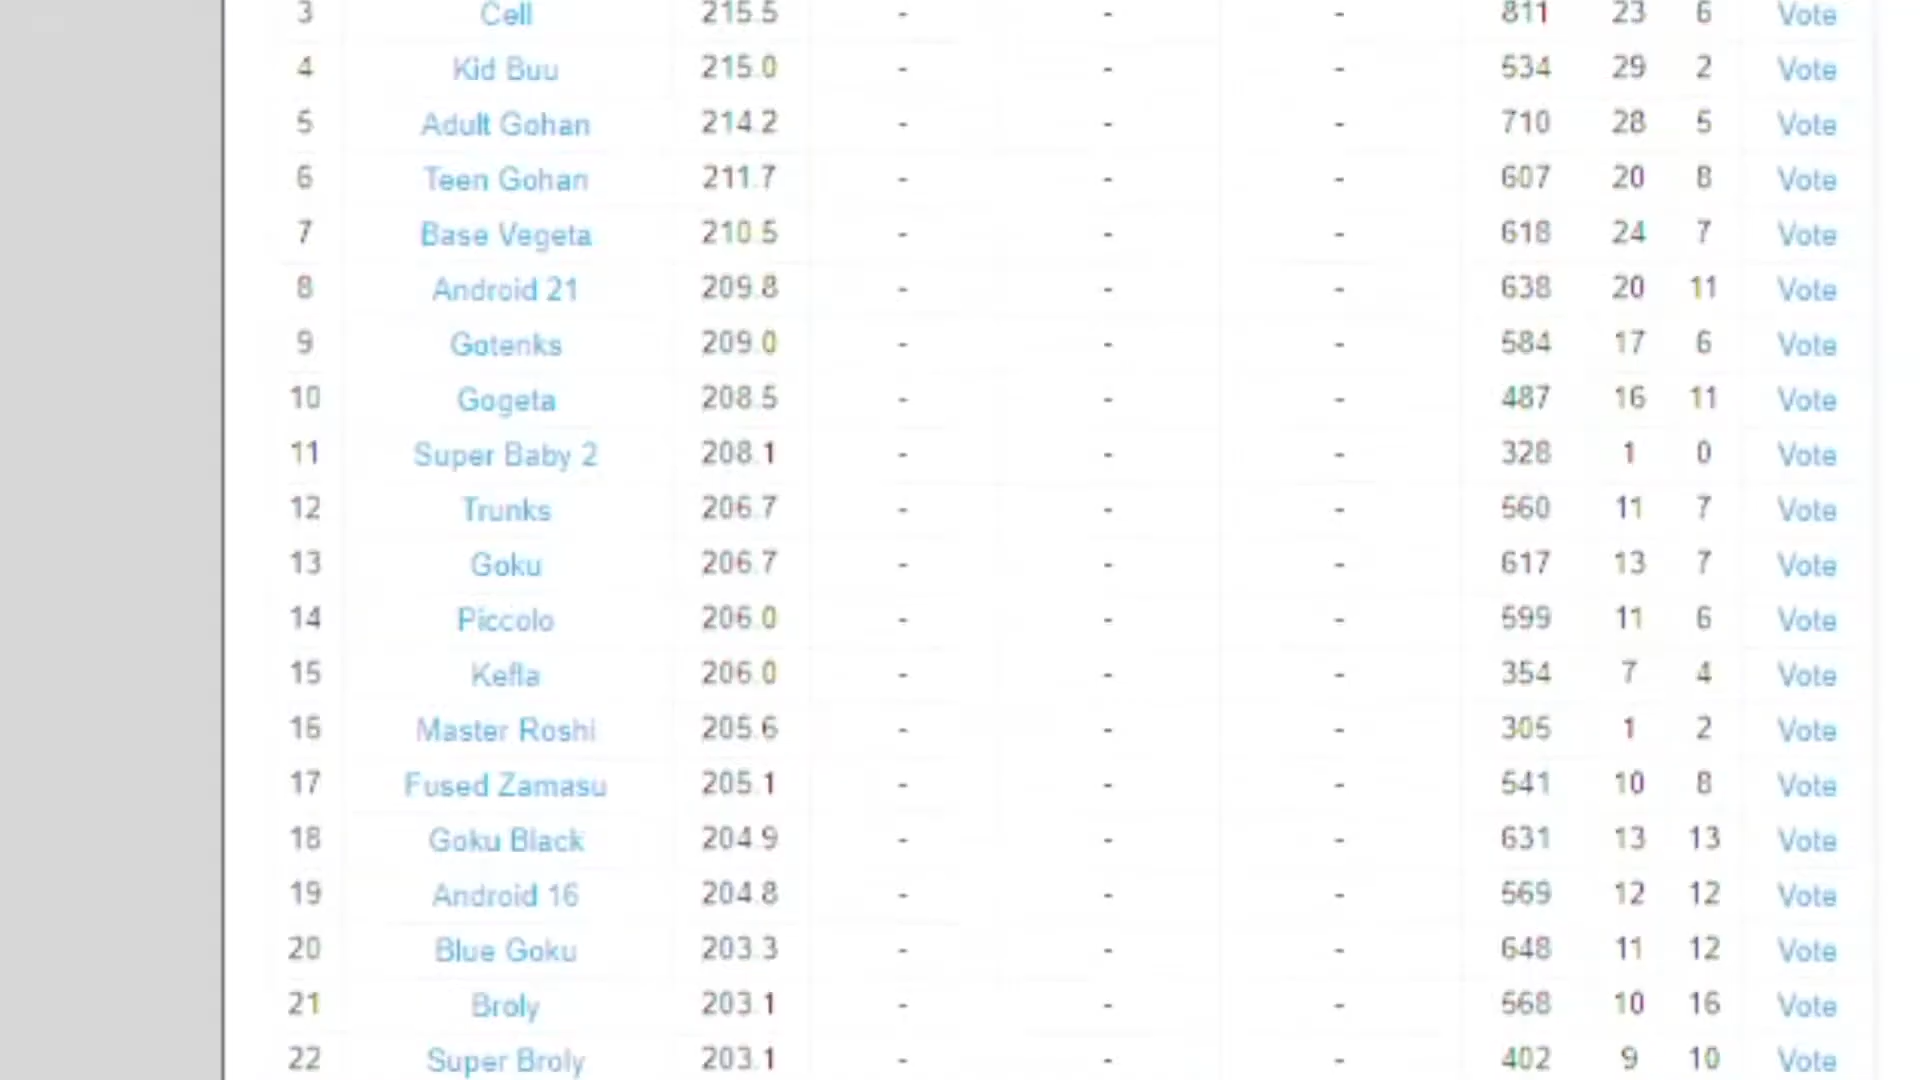 3 Cell 215.5 - - - 811 23 6 Vote
4 Kid Buu 215.0 - - - 534 29 2 Vote
5 Adult Gohan 214.2 - - - 710 28 5 Vote
6 Teen Gohan 211.7 - - - 607 20 8 Vote
7 Base Vegeta 210.5 - - - 618 24 7 Vote
8 Android 21 209.8 - - - 638 20 11 Vote
9 Gotenks 209.0 - - - 584 17 6 Vote
10 Gogeta 208.5 - - - 487 16 11 Vote
11 Super Baby 2 208.1 - - - 328 1 0 Vote
12 Trunks 206.7 - - - 560 11 7 Vote
13 Goku 206.7 - - - 617 13 7 Vote
14 Piccolo 206.0 - - - 599 11 6 Vote
15 Kefla 206.0 - - - 354 7 4 Vote
16 Master Roshi 205.6 - - - 305 1 2 Vote
17 Fused Zamasu 205.1 - - - 541 10 8 Vote
18 Goku Black 204.9 - - - 631 13 13 Vote
19 Android 16 204.8 - - - 569 12 12 Vote
20 Blue Goku 203.3 - - - 648 11 12 Vote
21 Broly 203.1 - - - 568 10 16 Vote
22 Super Broly 203.1 - - - 402 9 10 Vote